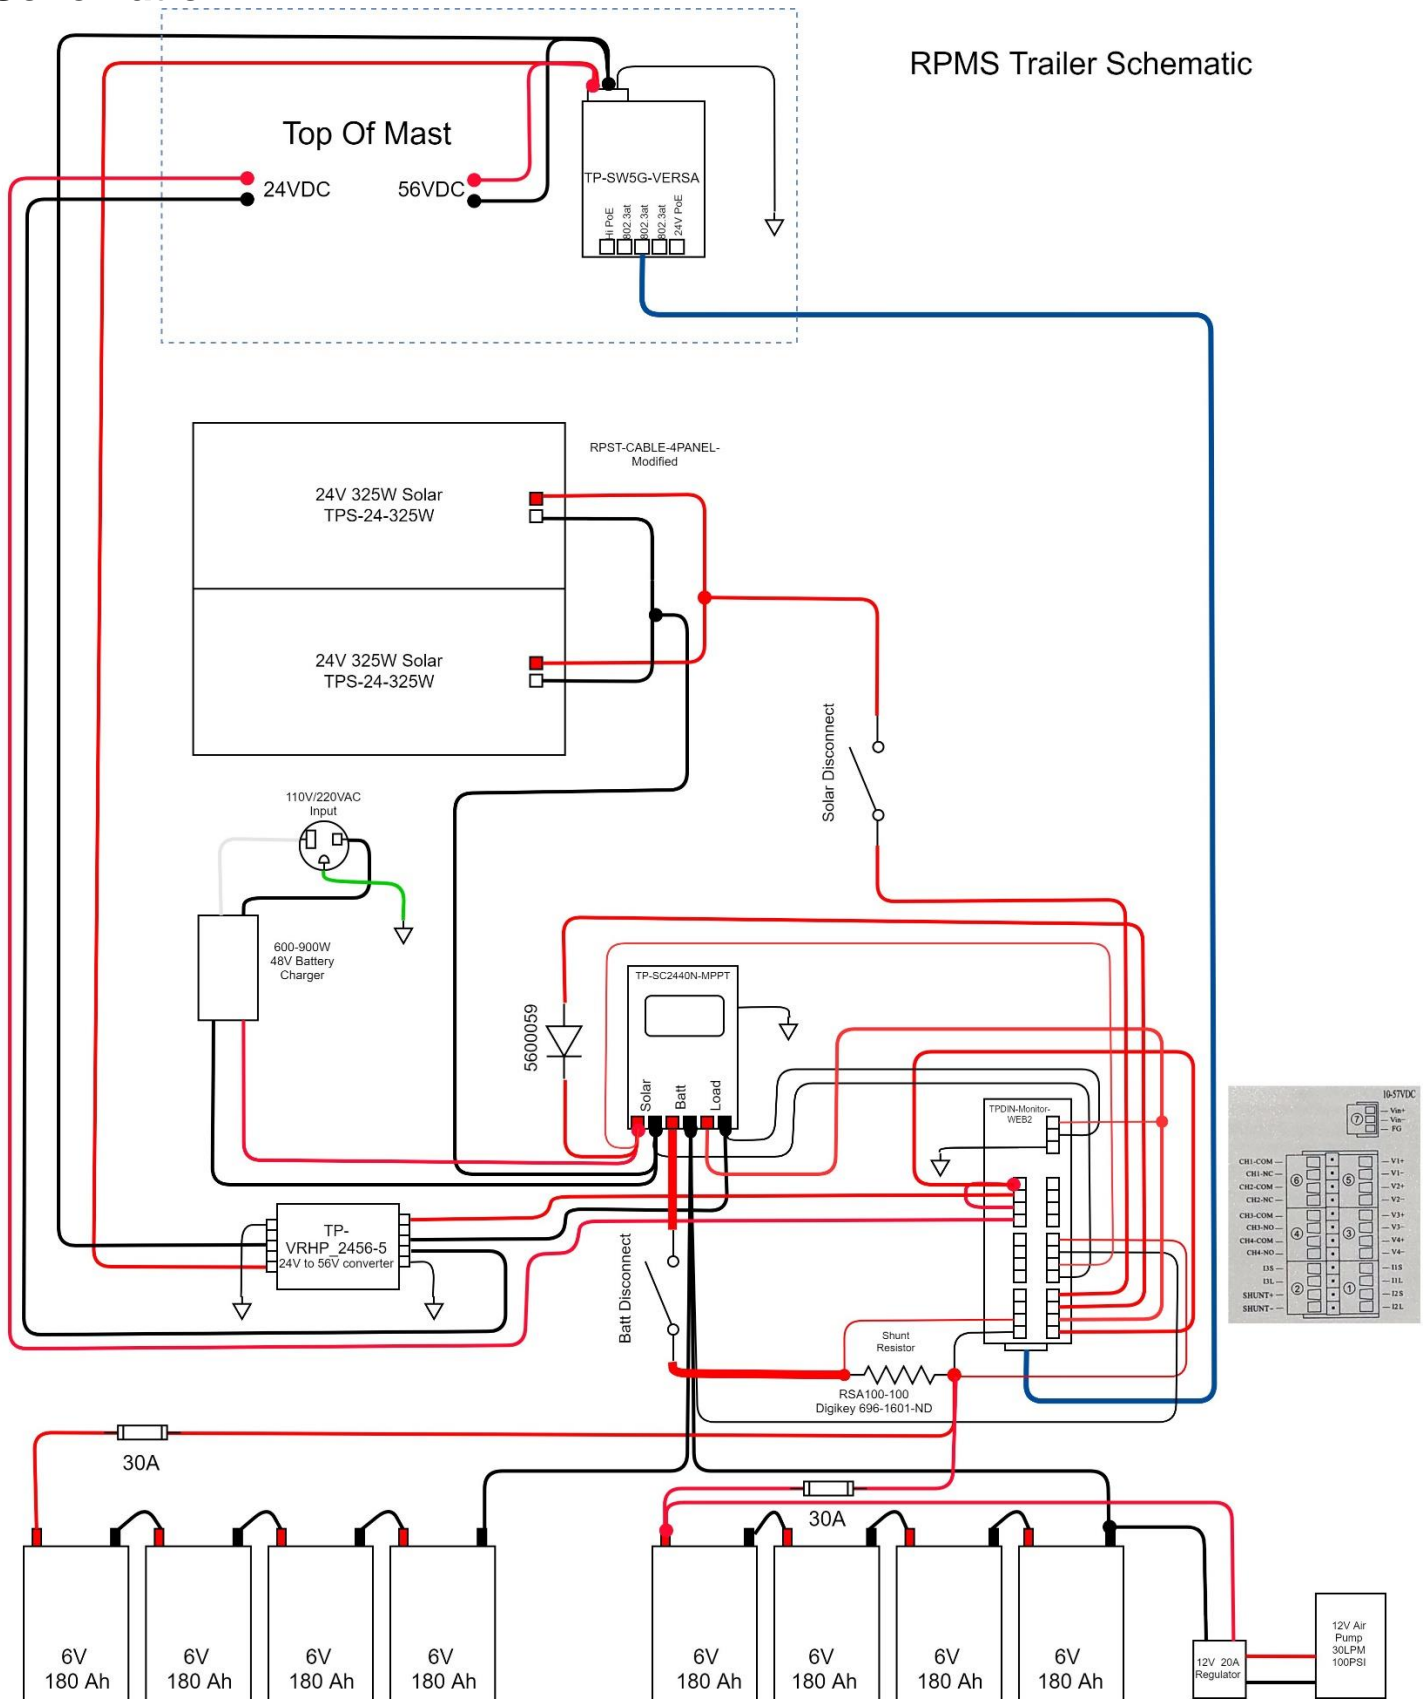 RPMS Trailer Schematic
Top Of Mast
24VDC
56VDC
TP-SW5G-VERSA
Hi PoE
802.3at
802.3at
802.3at
24V PoE
24V 325W Solar
TPS-24-325W
RPST-CABLE-4PANEL-
Modified
24V 325W Solar
TPS-24-325W
Solar Disconnect
110V/220VAC
Input
600-900W
48V Battery
Charger
5600059
TP-SC2440N-MPPT
Solar
Batt
Load
TPDIN-Monitor-
WEB2
10-57VDC
7
Vin+
Vin-
FG
CH1-COM
CH1-NC
CH2-COM
CH2-NC
6
5
V1+
V1-
V2+
V2-
CH3-COM
CH3-NO
CH4-COM
CH4-NO
4
3
V3+
V3-
V4+
V4-
I3S
I3L
SHUNT+
SHUNT-
2
1
I1S
I1L
I2S
I2L
TP-
VRHP_2456-5
24V to 56V converter
Batt Disconnect
Shunt
Resistor
RSA100-100
Digikey 696-1601-ND
30A
30A
6V
180 Ah
6V
180 Ah
6V
180 Ah
6V
180 Ah
6V
180 Ah
6V
180 Ah
6V
180 Ah
6V
180 Ah
12V 20A
Regulator
12V Air
Pump
30LPM
100PSI